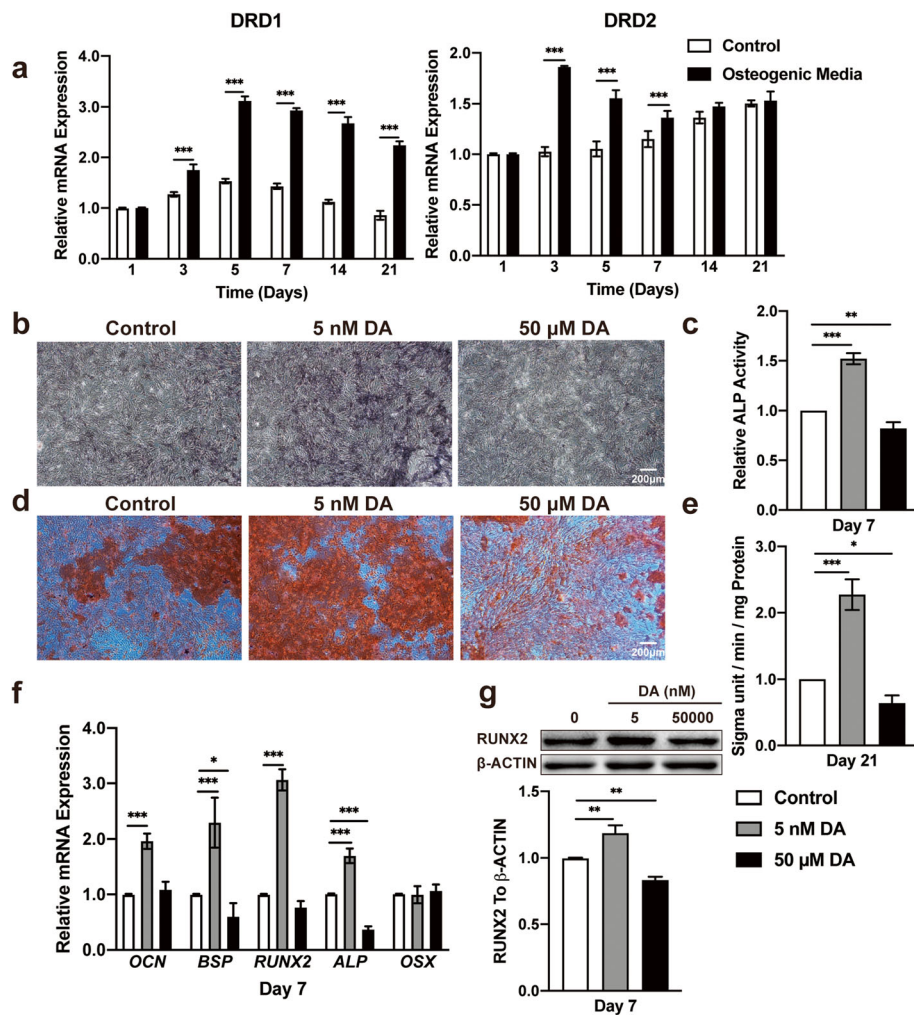 DRD1
DRD2
a
Relative mRNA Expression
4.0
3.0
2.0
1.0
0.0
***
***
***
***
***
1
3
5
7
14
21
Time (Days)
Relative mRNA Expression
2.0
1.5
1.0
0.5
0.0
***
***
***
1
3
5
7
14
21
Time (Days)
Control
Osteogenic Media
b
Control
5 nM DA
50 μM DA
200μm
c
Relative ALP Activity
2.0
1.5
1.0
0.5
0.0
**
***
Day 7
d
Control
5 nM DA
50 μM DA
200μm
e
Sigma unit / min / mg Protein
3.0
2.0
1.0
0.0
*
***
Day 21
f
Relative mRNA Expression
4.0
3.0
2.0
1.0
0.0
***
*
***
***
***
***
OCN
BSP
RUNX2
ALP
OSX
Day 7
g
DA (nM)
0
5
50000
RUNX2
β-ACTIN
RUNX2 To β-ACTIN
1.5
1.0
0.5
0.0
**
**
Day 7
Control
5 nM DA
50 μM DA